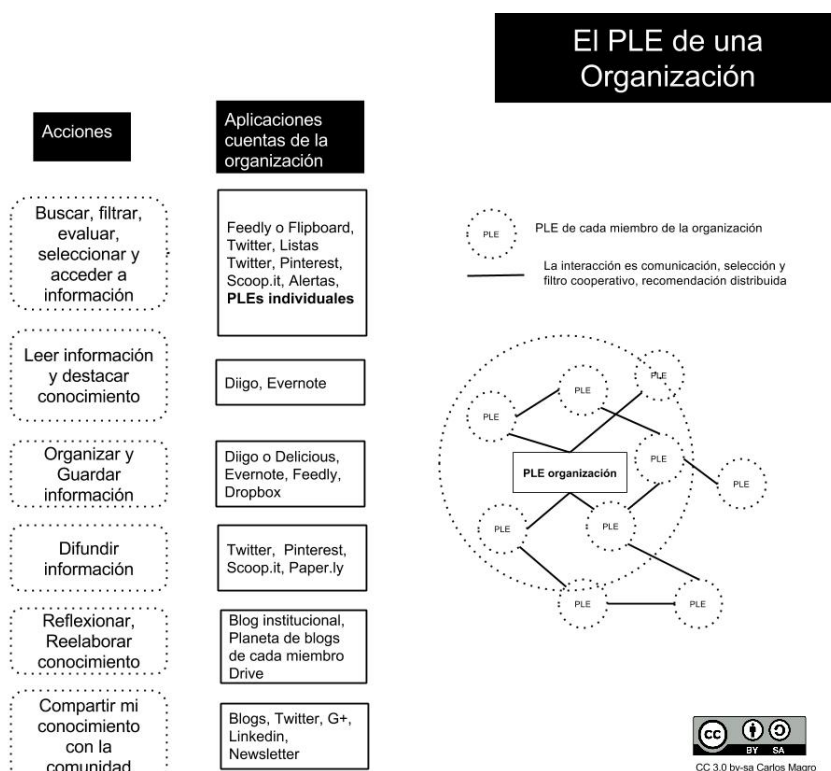 El PLE de una
Organización
Acciones
Aplicaciones
cuentas de la
organización
Buscar, filtrar,
evaluar,
seleccionar y
acceder a
información
Feedly o Flipboard,
Twitter, Listas
Twitter, Pinterest,
Scoop.it, Alertas,
PLEs individuales
Leer información
y destacar
conocimiento
Diigo, Evernote
Organizar y
Guardar
información
Diigo o Delicious,
Evernote, Feedly,
Dropbox
Difundir
información
Twitter, Pinterest,
Scoop.it, Paper.ly
Reflexionar,
Reelaborar
conocimiento
Blog institucional,
Planeta de blogs
de cada miembro
Drive
Compartir mi
conocimiento
con la
comunidad
Blogs, Twitter, G+,
Linkedin,
Newsletter
PLE
PLE de cada miembro de la organización
La interacción es comunicación, selección y
filtro cooperativo, recomendación distribuida
PLE
PLE
PLE
PLE
PLE organización
PLE
PLE
PLE
PLE
PLE
cc
BY SA
CC 3.0 by-sa Carlos Magro